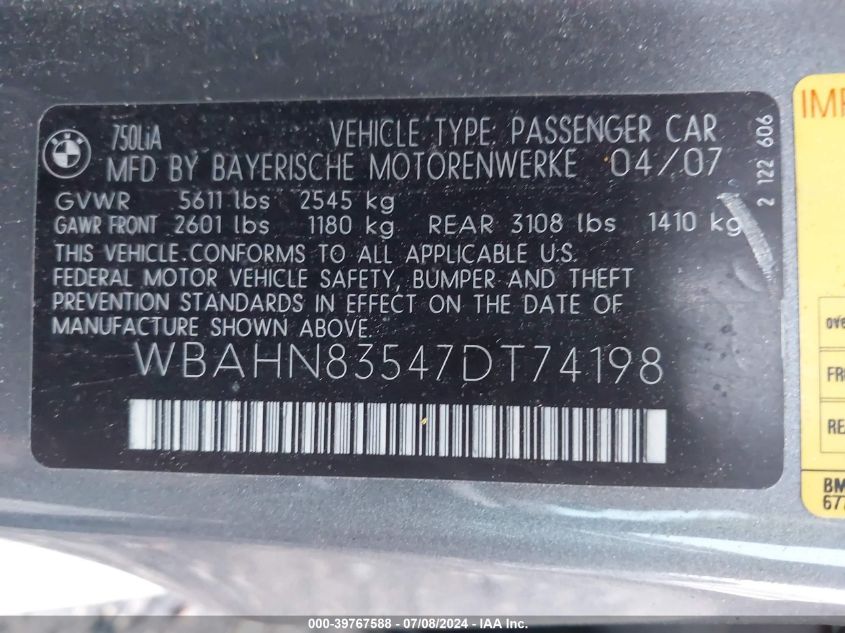 BMW
750LiA
VEHICLE TYPE PASSENGER CAR
MFD BY BAYERISCHE MOTORENWERKE 04/07
GVWR 5611 lbs 2545 kg
GAWR FRONT 2601 lbs 1180 kg REAR 3108 lbs 1410 kg
THIS VEHICLE CONFORMS TO ALL APPLICABLE U.S.
FEDERAL MOTOR VEHICLE SAFETY, BUMPER AND THEFT
PREVENTION STANDARDS IN EFFECT ON THE DATE OF
MANUFACTURE SHOWN ABOVE.
WBAHN83547DT74198
2 122 606
000-39767588 - 07/08/2024 - IAA Inc.